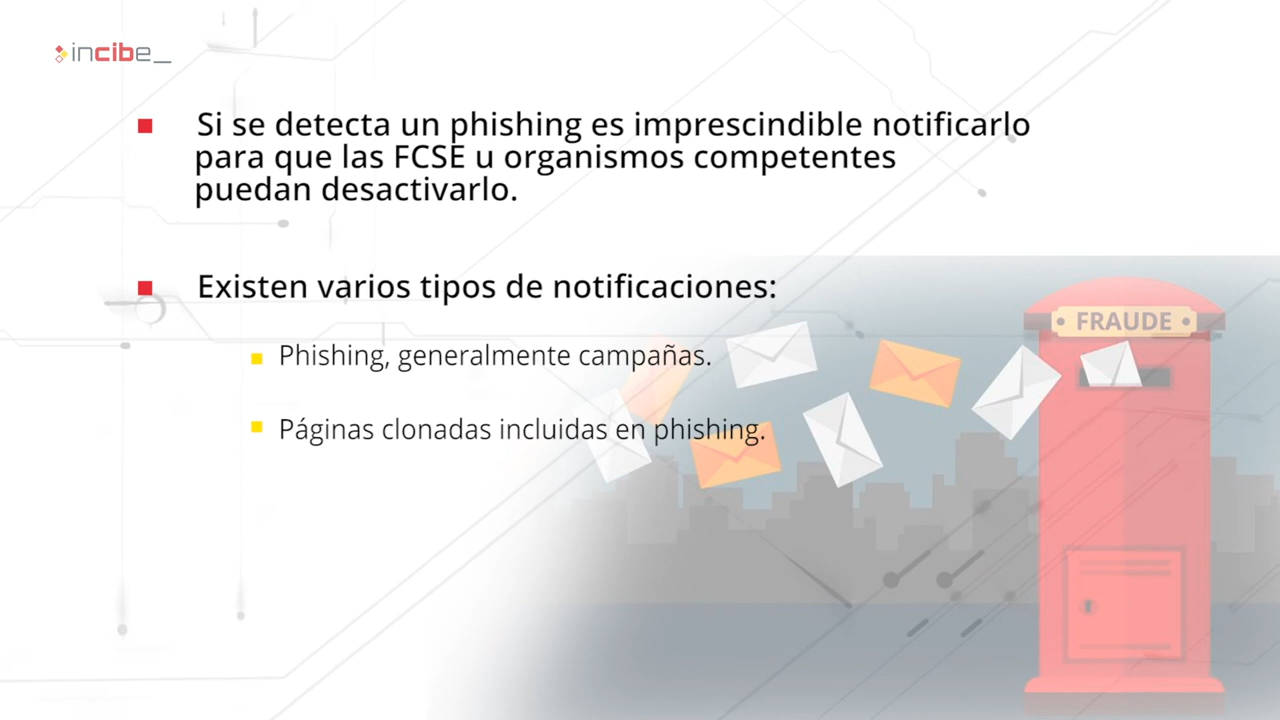 incibe_
Si se detecta un phishing es imprescindible notificarlo
para que las FCSE u organismos competentes
puedan desactivarlo.
Existen varios tipos de notificaciones:
FRAUDE
Phishing, generalmente campañas.
Páginas clonadas incluidas en phishing.